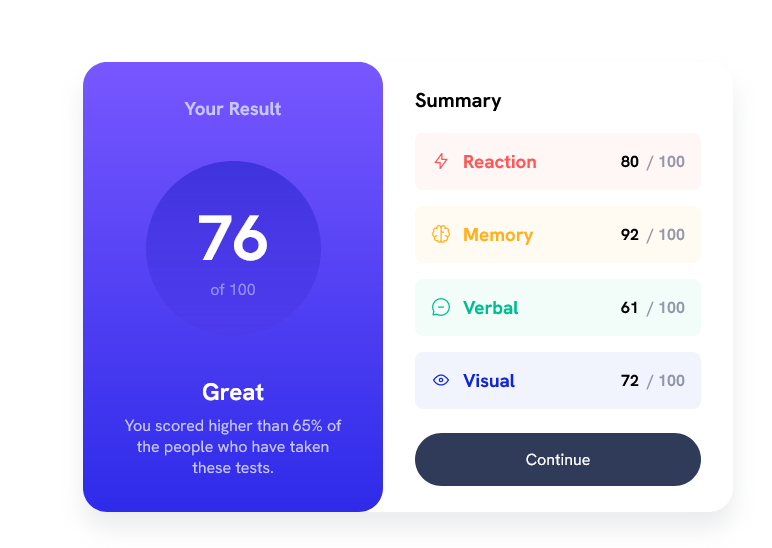 Your Result
76
of 100
Great
You scored higher than 65% of
the people who have taken
these tests.
Summary
Reaction 80 / 100
Memory 92 / 100
Verbal 61 / 100
Visual 72 / 100
Continue